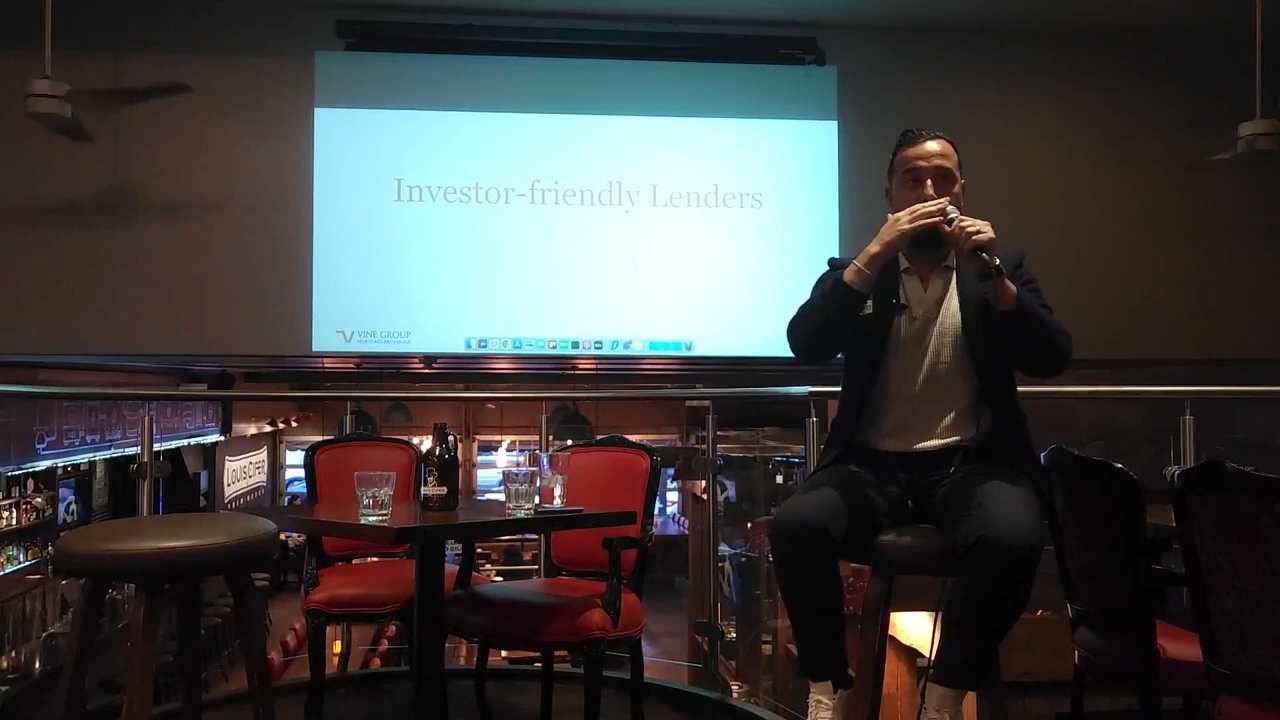 Investor-friendly Lenders
VINE GROUP
MORTGAGE BROKERAGE
LOUIS CIFER